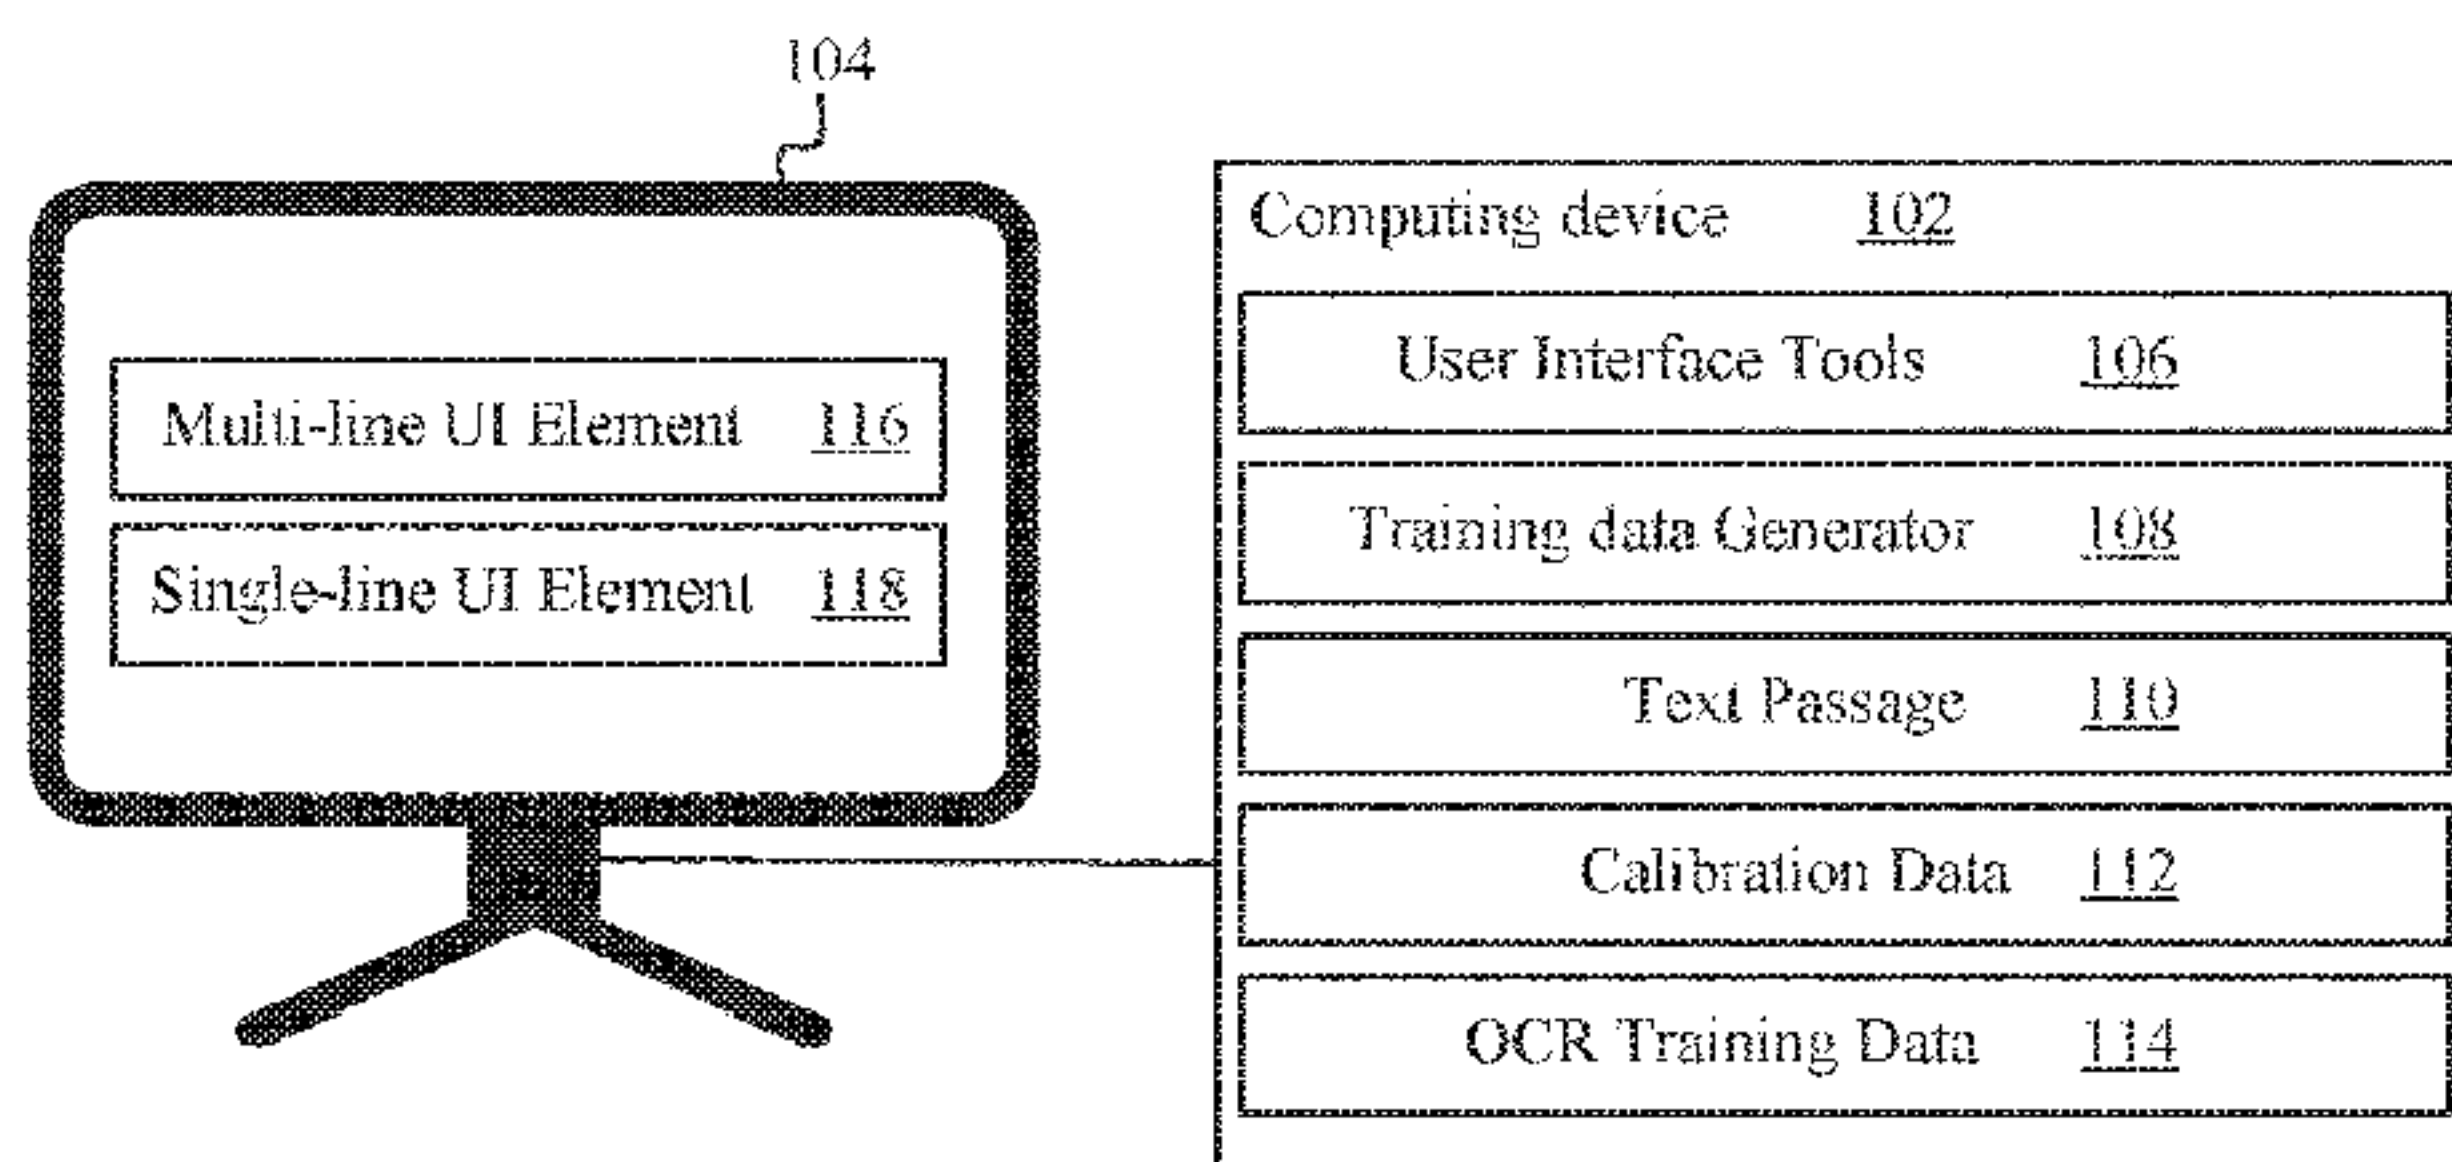 104
Multi-line UI Element 116
Single-line UI Element 118
Computing device 102
User Interface Tools 106
Training data Generator 108
Text Passage 110
Calibration Data 112
OCR Training Data 114